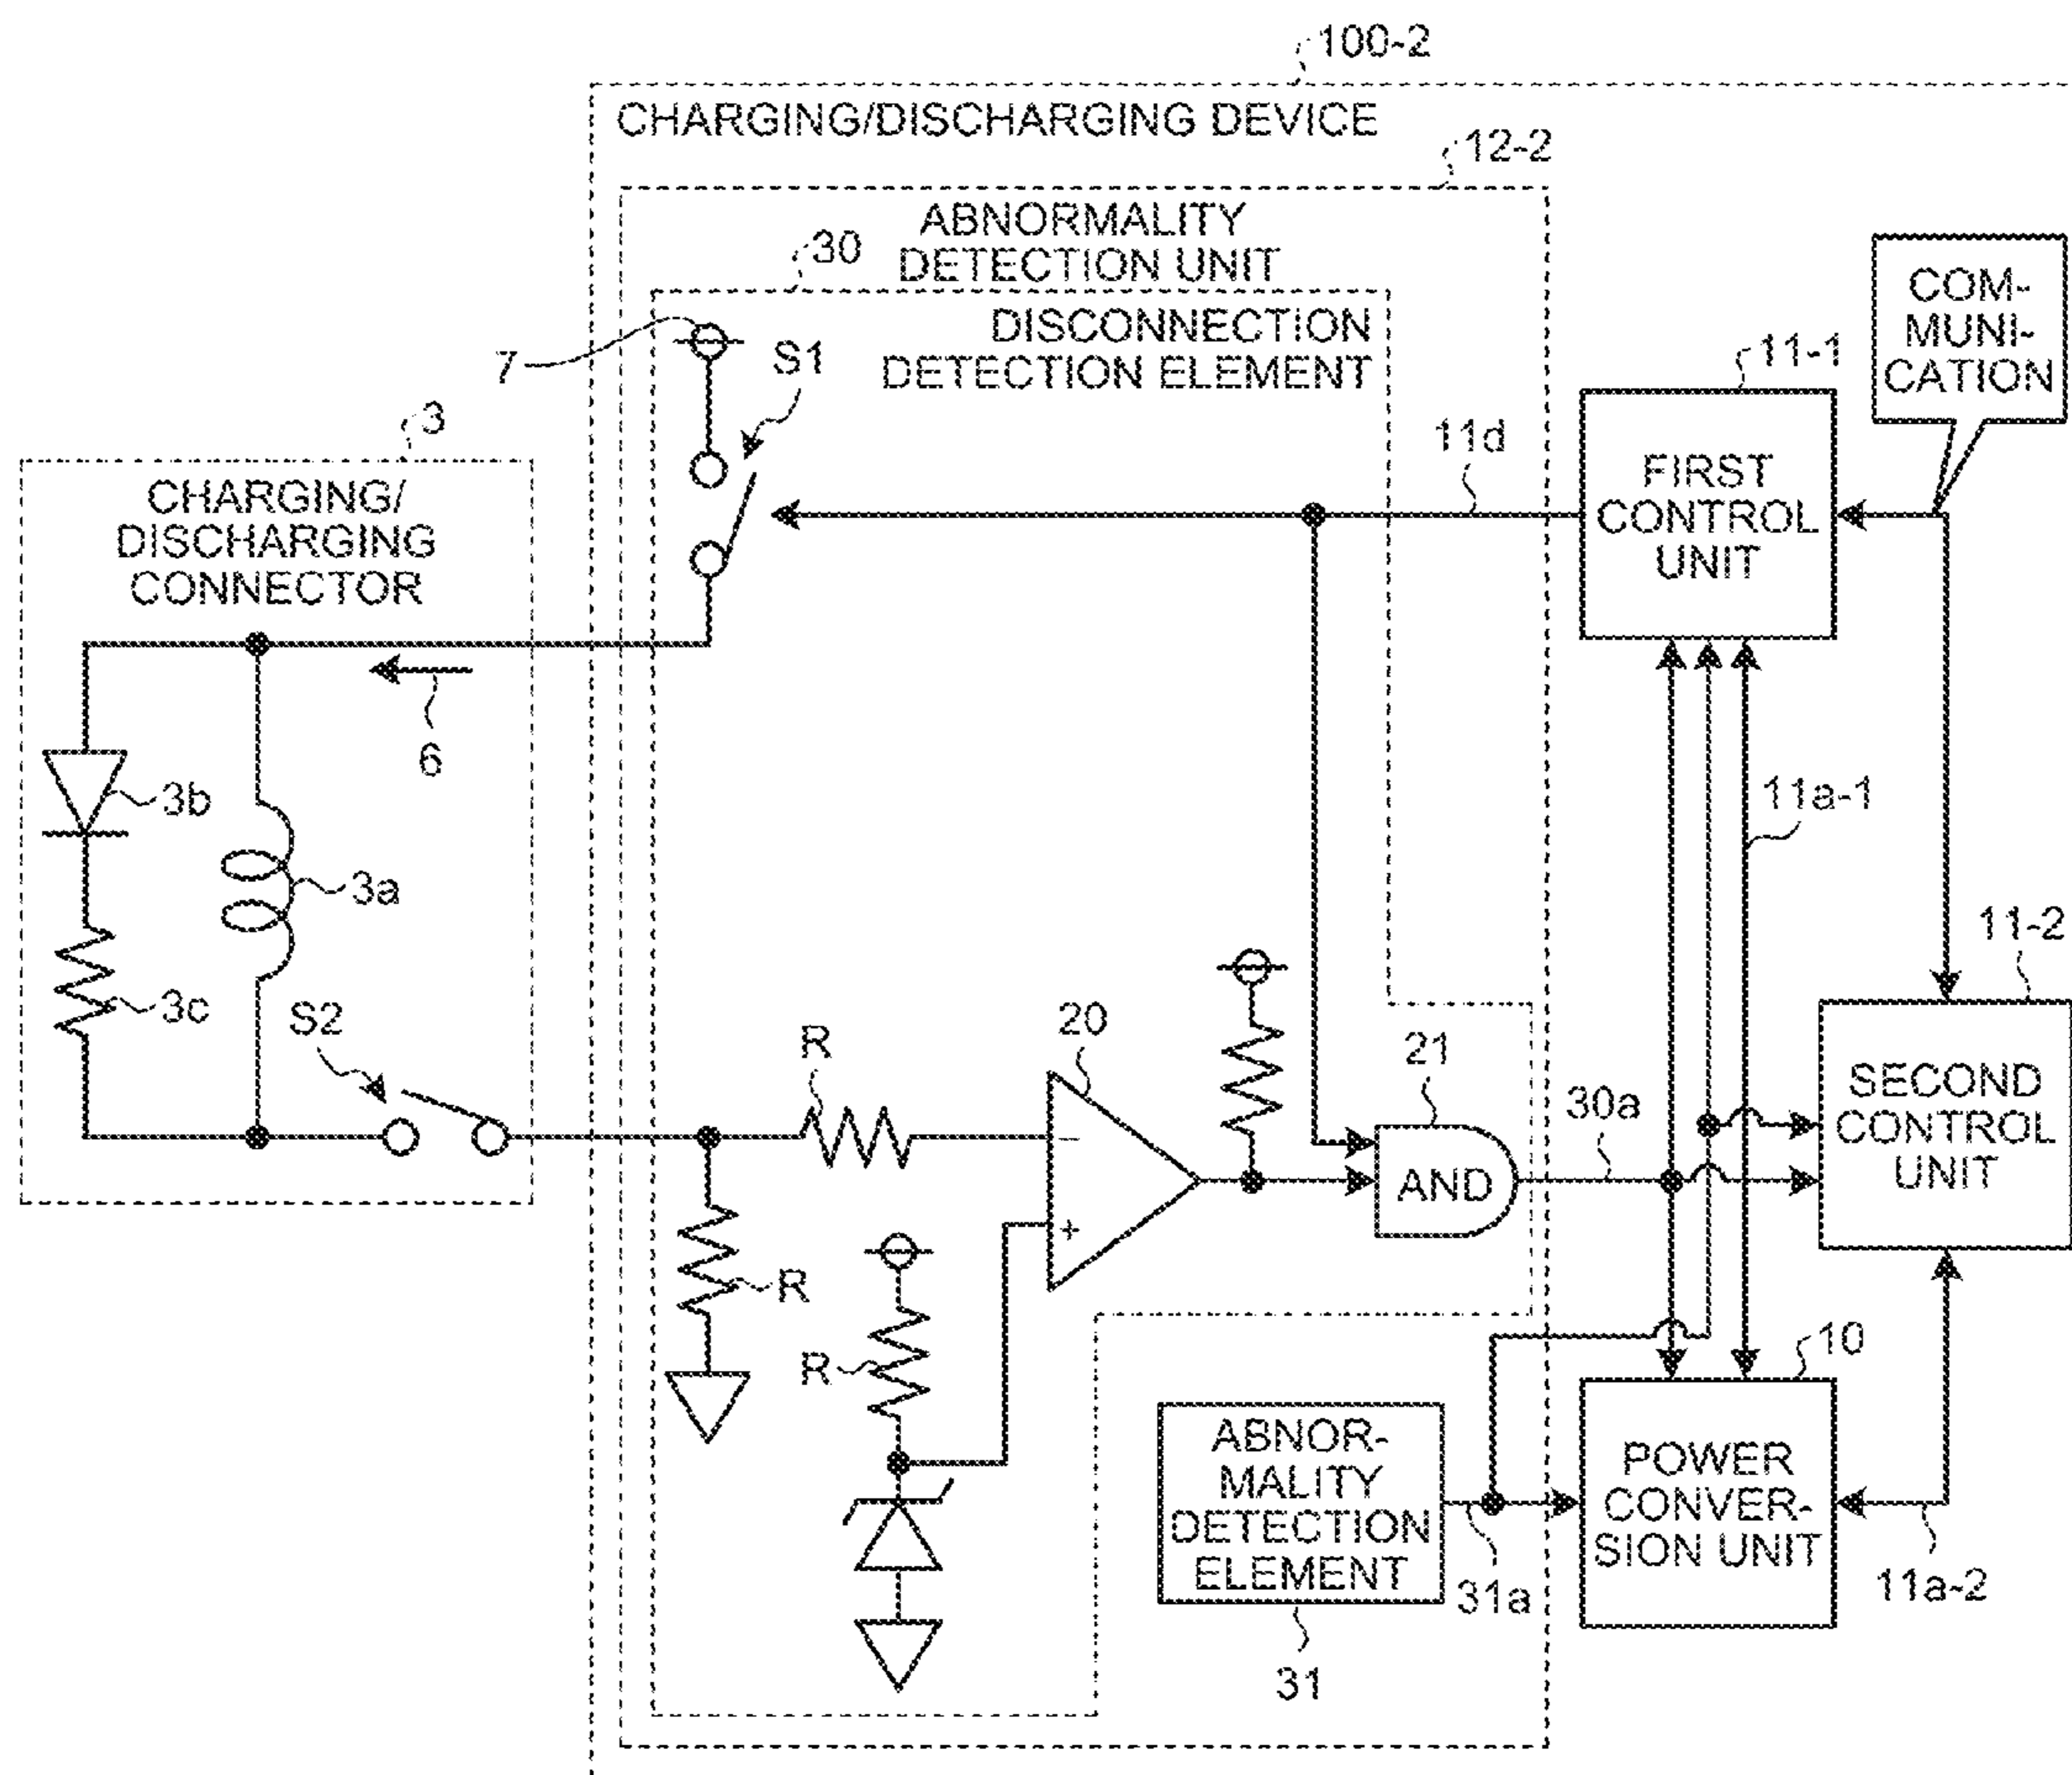 100-2
CHARGING/DISCHARGING DEVICE
12-2
ABNORMALITY
DETECTION UNIT
30
DISCONNECTION
DETECTION ELEMENT
7
S1
COM-
MUNI-
CATION
11-1
11d
FIRST
CONTROL
UNIT
3
CHARGING/
DISCHARGING
CONNECTOR
6
3b
3a
3c
S2
11a-1
11-2
SECOND
CONTROL
UNIT
R
20
−
+
21
AND
30a
R
R
10
ABNOR-
MALITY
DETECTION
ELEMENT
31a
31
POWER
CONVER-
SION UNIT
11a-2